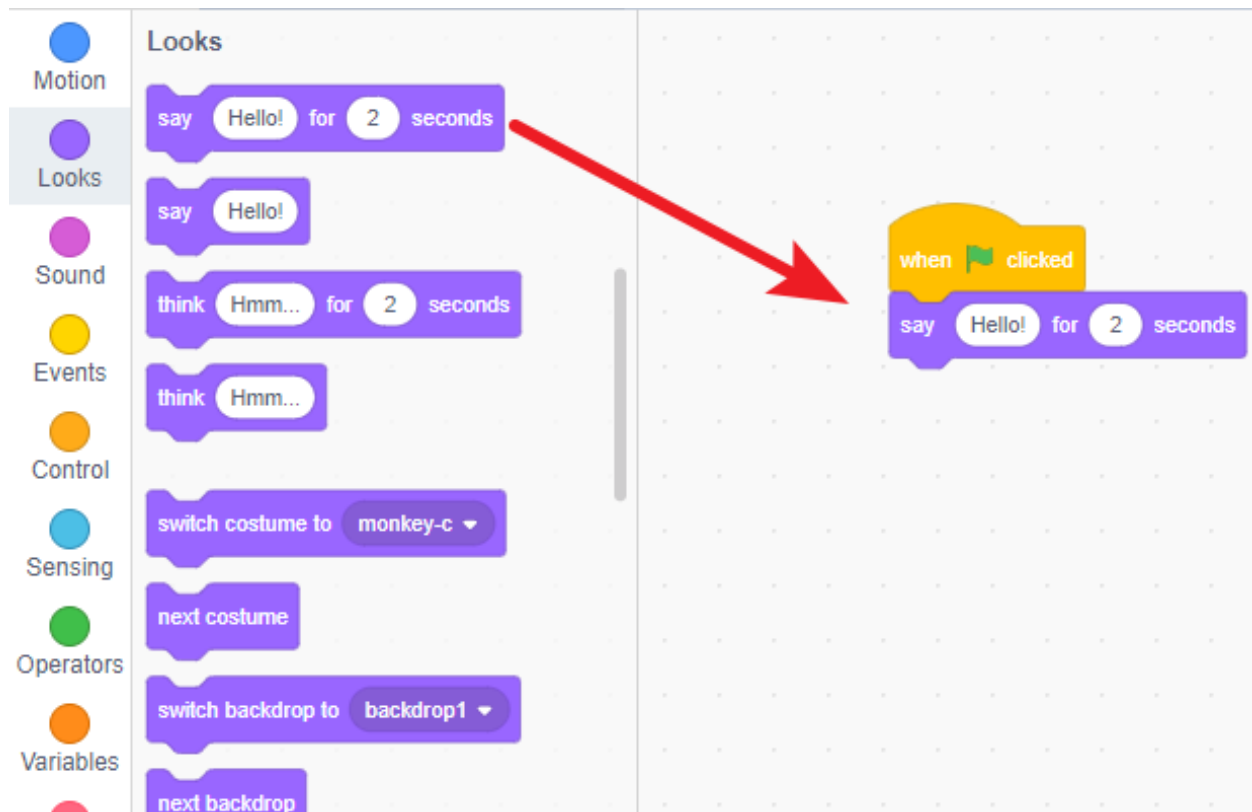 Motion
Looks
Sound
Events
Control
Sensing
Operators
Variables
Looks
say Hello! for 2 seconds
say Hello!
think Hmm... for 2 seconds
think Hmm...
switch costume to monkey-c
next costume
switch backdrop to backdrop1
next backdrop
when clicked
say Hello! for 2 seconds